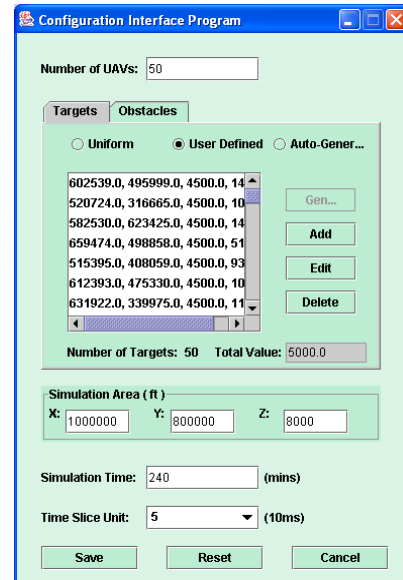 Configuration Interface Program
Number of UAVs: 50
Targets Obstacles
Uniform User Defined Auto-Gener...
602539.0, 495999.0, 4500.0, 14
520724.0, 316665.0, 4500.0, 10
582530.0, 623425.0, 4500.0, 14
659474.0, 498858.0, 4500.0, 51
515395.0, 408059.0, 4500.0, 93
612393.0, 475330.0, 4500.0, 10
631922.0, 339975.0, 4500.0, 11
Gen...
Add
Edit
Delete
Number of Targets: 50 Total Value: 5000.0
Simulation Area ( ft )
X: 1000000 Y: 800000 Z: 8000
Simulation Time: 240 (mins)
Time Slice Unit: 5 (10ms)
Save Reset Cancel